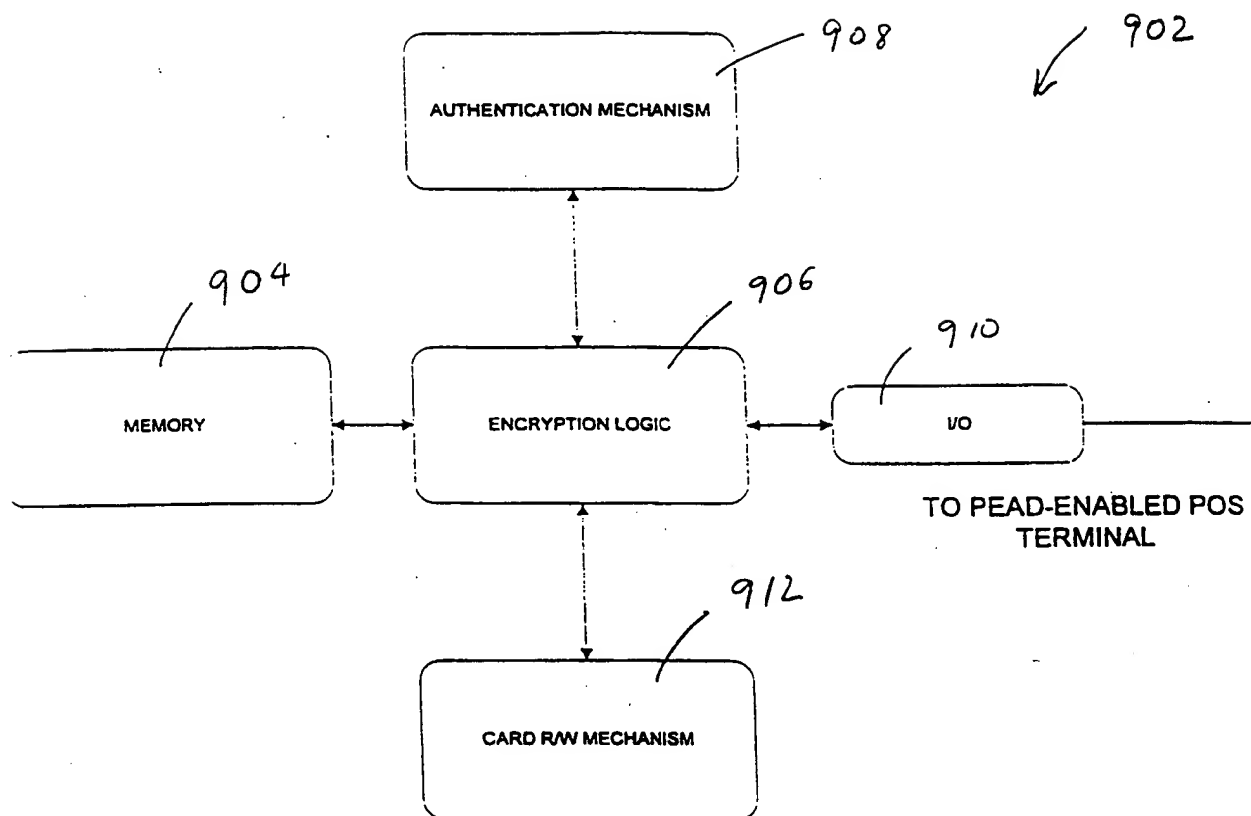 908
902
AUTHENTICATION MECHANISM
904
906
910
MEMORY
ENCRYPTION LOGIC
I/O
TO PEAD-ENABLED POS
TERMINAL
912
CARD R/W MECHANISM